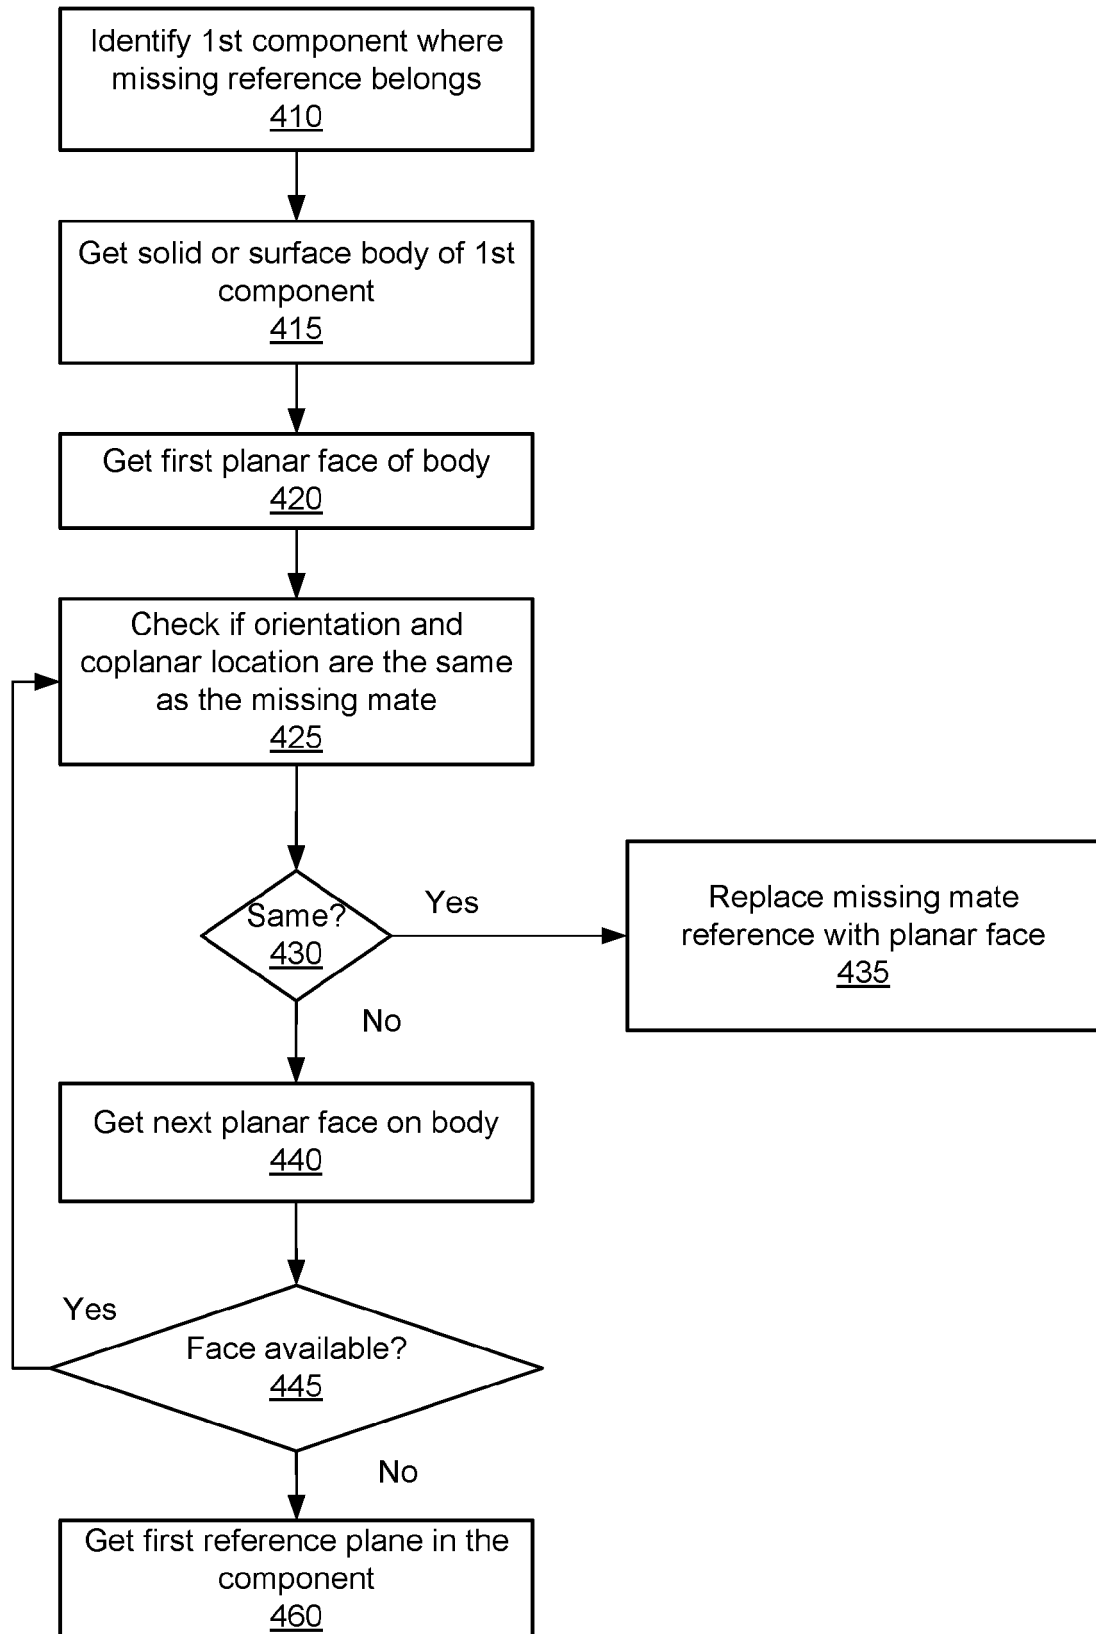 Identify 1st component where
missing reference belongs
410
Get solid or surface body of 1st
component
415
Get first planar face of body
420
Check if orientation and
coplanar location are the same
as the missing mate
425
Same?
430
Yes
Replace missing mate
reference with planar face
435
No
Get next planar face on body
440
Yes
Face available?
445
No
Get first reference plane in the
component
460